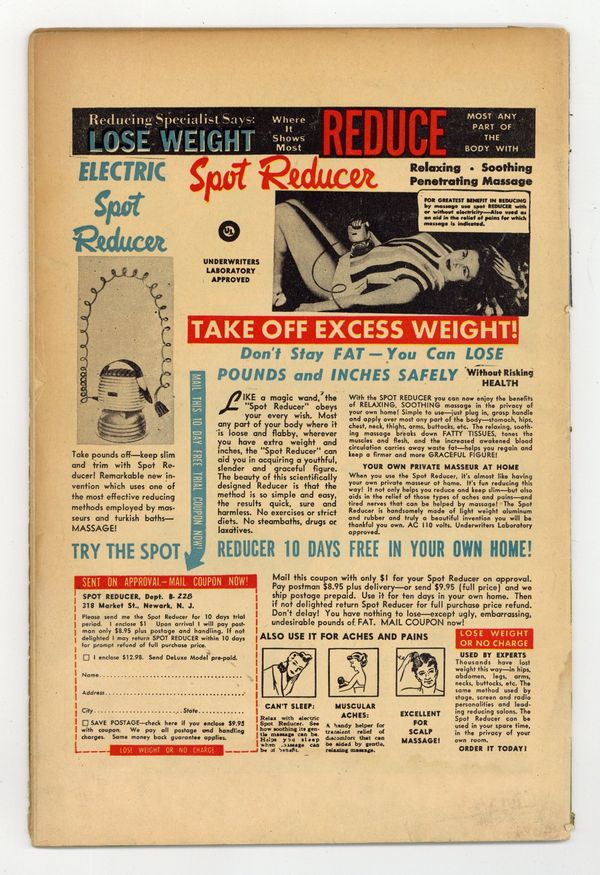 Reducing Specialist Says:
LOSE WEIGHT
Where
It
Shows
Most
REDUCE
MOST ANY
PART OF
THE
BODY WITH
ELECTRIC
Spot
Reducer
Spot Reducer
Relaxing • Soothing
Penetrating Massage
FOR GREATEST BENEFIT IN REDUCING
by massage use spot REDUCER with
or without electricity—Also used as
an aid in the relief of pains for which
massage is indicated.
UL
UNDERWRITERS
LABORATORY
APPROVED
TAKE OFF EXCESS WEIGHT!
Don't Stay FAT—You Can LOSE
POUNDS and INCHES SAFELY
Without Risking
HEALTH
MAIL THIS 10 DAY FREE TRIAL COUPON NOW!
Take pounds off—keep slim
and trim with Spot Re-
ducer! Remarkable new in-
vention which uses one of
the most effective reducing
methods employed by mas-
seurs and turkish baths—
MASSAGE!
LIKE a magic wand, the
"Spot Reducer" obeys
your every wish. Most
any part of your body where it
is loose and flabby, wherever
you have extra weight and
inches, the "Spot Reducer" can
aid you in acquiring a youthful,
slender and graceful figure.
The beauty of this scientifically
designed Reducer is that the
method is so simple and easy,
the results quick, sure and
harmless. No exercises or strict
diets. No steambaths, drugs or
laxatives.
With the SPOT REDUCER you can now enjoy the benefits
of RELAXING, SOOTHING massage in the privacy of
your own home! Simple to use—just plug in, grasp handle
and apply over most any part of the body—stomach, hips,
chest, neck, thighs, arms, buttocks, etc. The relaxing, sooth-
ing massage breaks down FATTY TISSUES, tones the
muscles and flesh, and the increased awakened blood
circulation carries away waste fat—helps you regain and
keep a firmer and more GRACEFUL FIGURE!
YOUR OWN PRIVATE MASSEUR AT HOME
When you use the Spot Reducer, it's almost like having
your own private masseur at home. It's fun reducing this
way! It not only helps you reduce and keep slim—but also
aids in the relief of those types of aches and pains—and
tired nerves that can be helped by massage! The Spot
Reducer is handsomely made of light weight aluminum
and rubber and truly a beautiful invention you will be
thankful you own. AC 110 volts. Underwriters Laboratory
approved.
TRY THE SPOT REDUCER 10 DAYS FREE IN YOUR OWN HOME!
SENT ON APPROVAL—MAIL COUPON NOW!
SPOT REDUCER, Dept. B-228
318 Market St., Newark, N. J.
Please send me the Spot Reducer for 10 days trial
period. I enclose $1 Upon arrival I will pay post-
man only $8.95 plus postage and handling. If not
delighted I may return SPOT REDUCER within 10 days
for prompt refund of full purchase price.
I enclose $12.98. Send DeLuxe Model pre-paid.
Name
Address
City State
SAVE POSTAGE—check here if you enclose $9.95
with coupon. We pay all postage and handling
charges. Same money back guarantee applies.
LOSE WEIGHT OR NO CHARGE
Mail this coupon with only $1 for your Spot Reducer on approval.
Pay postman $8.95 plus delivery—or send $9.95 (full price) and we
ship postage prepaid. Use it for ten days in your own home. Then
if not delighted return Spot Reducer for full purchase price refund.
Don't delay! You have nothing to lose—except ugly, embarrassing,
undesirable pounds of FAT. MAIL COUPON now!
ALSO USE IT FOR ACHES AND PAINS
CAN'T SLEEP:
Relax with electric
Spot Reducer. See
how soothing its gen-
tle massage can be.
Helps you sleep
when massage can
be of benefit.
MUSCULAR
ACHES:
A handy helper for
transient relief of
discomfort that can
be aided by gentle,
relaxing massage.
EXCELLENT
FOR
SCALP
MASSAGE!
LOSE WEIGHT
OR NO CHARGE
USED BY EXPERTS
Thousands have lost
weight this way—in hips,
abdomen, legs, arms,
necks, buttocks, etc. The
same method used by
stage, screen and radio
personalities and lead-
ing reducing salons. The
Spot Reducer can be
used in your spare time,
in the privacy of your
own room.
ORDER IT TODAY!